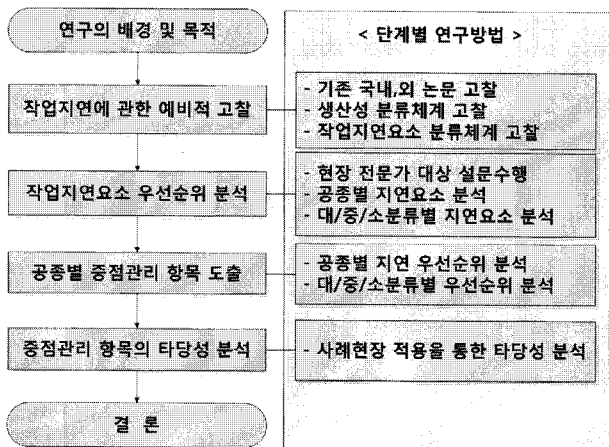 연구의 배경 및 목적
< 단계별 연구방법 >
작업지연에 관한 예비적 고찰
- 기존 국내,외 논문 고찰
- 생산성 분류체계 고찰
- 작업지연요소 분류체계 고찰
작업지연요소 우선순위 분석
- 현장 전문가 대상 설문수행
- 공종별 지연요소 분석
- 대/중/소분류별 지연요소 분석
공종별 중점관리 항목 도출
- 공종별 지연 우선순위 분석
- 대/중/소분류별 우선순위 분석
중점관리 항목의 타당성 분석
- 사례현장 적용을 통한 타당성 분석
결 론